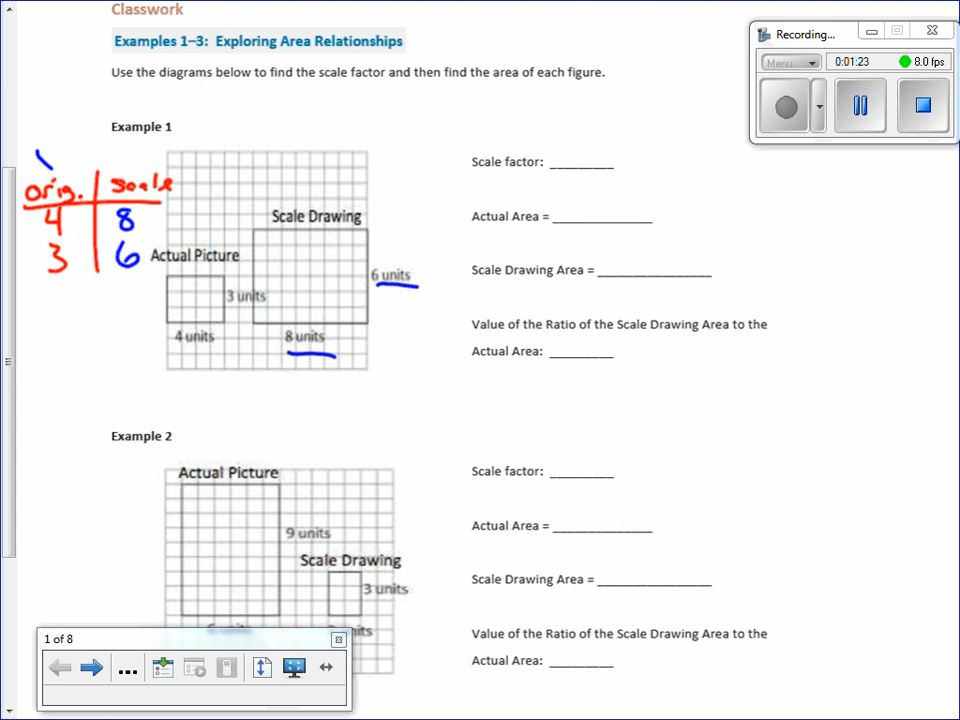 Classwork
Examples 1–3: Exploring Area Relationships
Use the diagrams below to find the scale factor and then find the area of each figure.
Recording...
Menu
0:01:23
8.0 fps
Example 1
orig. scale
4 8
3 6
Scale Drawing
Actual Picture
6 units
3 units
4 units
8 units
Scale factor: _________
Actual Area = ______________
Scale Drawing Area = ________________
Value of the Ratio of the Scale Drawing Area to the
Actual Area: _________
Example 2
Actual Picture
9 units
Scale Drawing
3 units
Scale factor: _________
Actual Area = ______________
Scale Drawing Area = ________________
Value of the Ratio of the Scale Drawing Area to the
Actual Area: _________
1 of 8